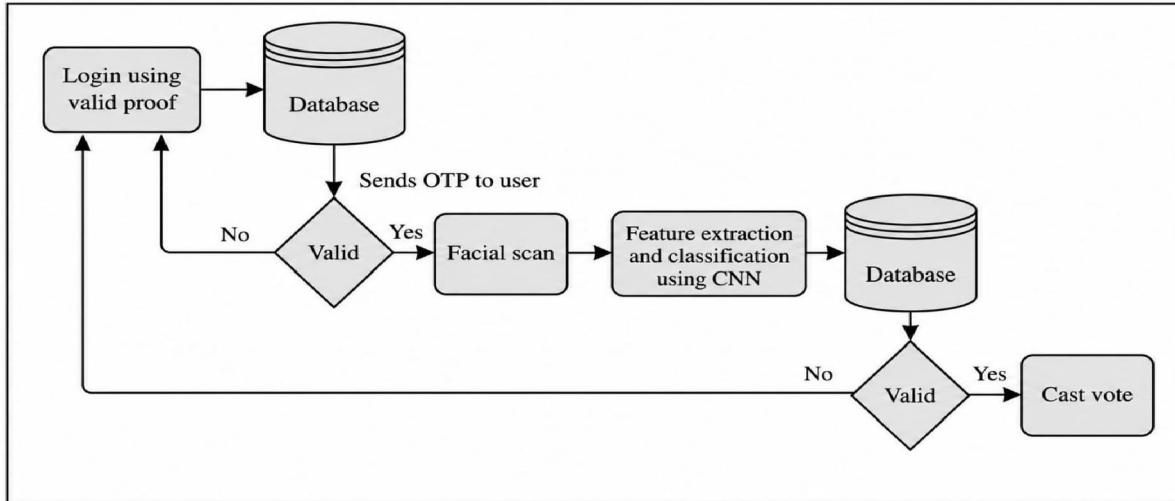 Login using
valid proof
Database
Sends OTP to user
No
Valid
Yes
Facial scan
Feature extraction
and classification
using CNN
Database
No
Valid
Yes
Cast vote